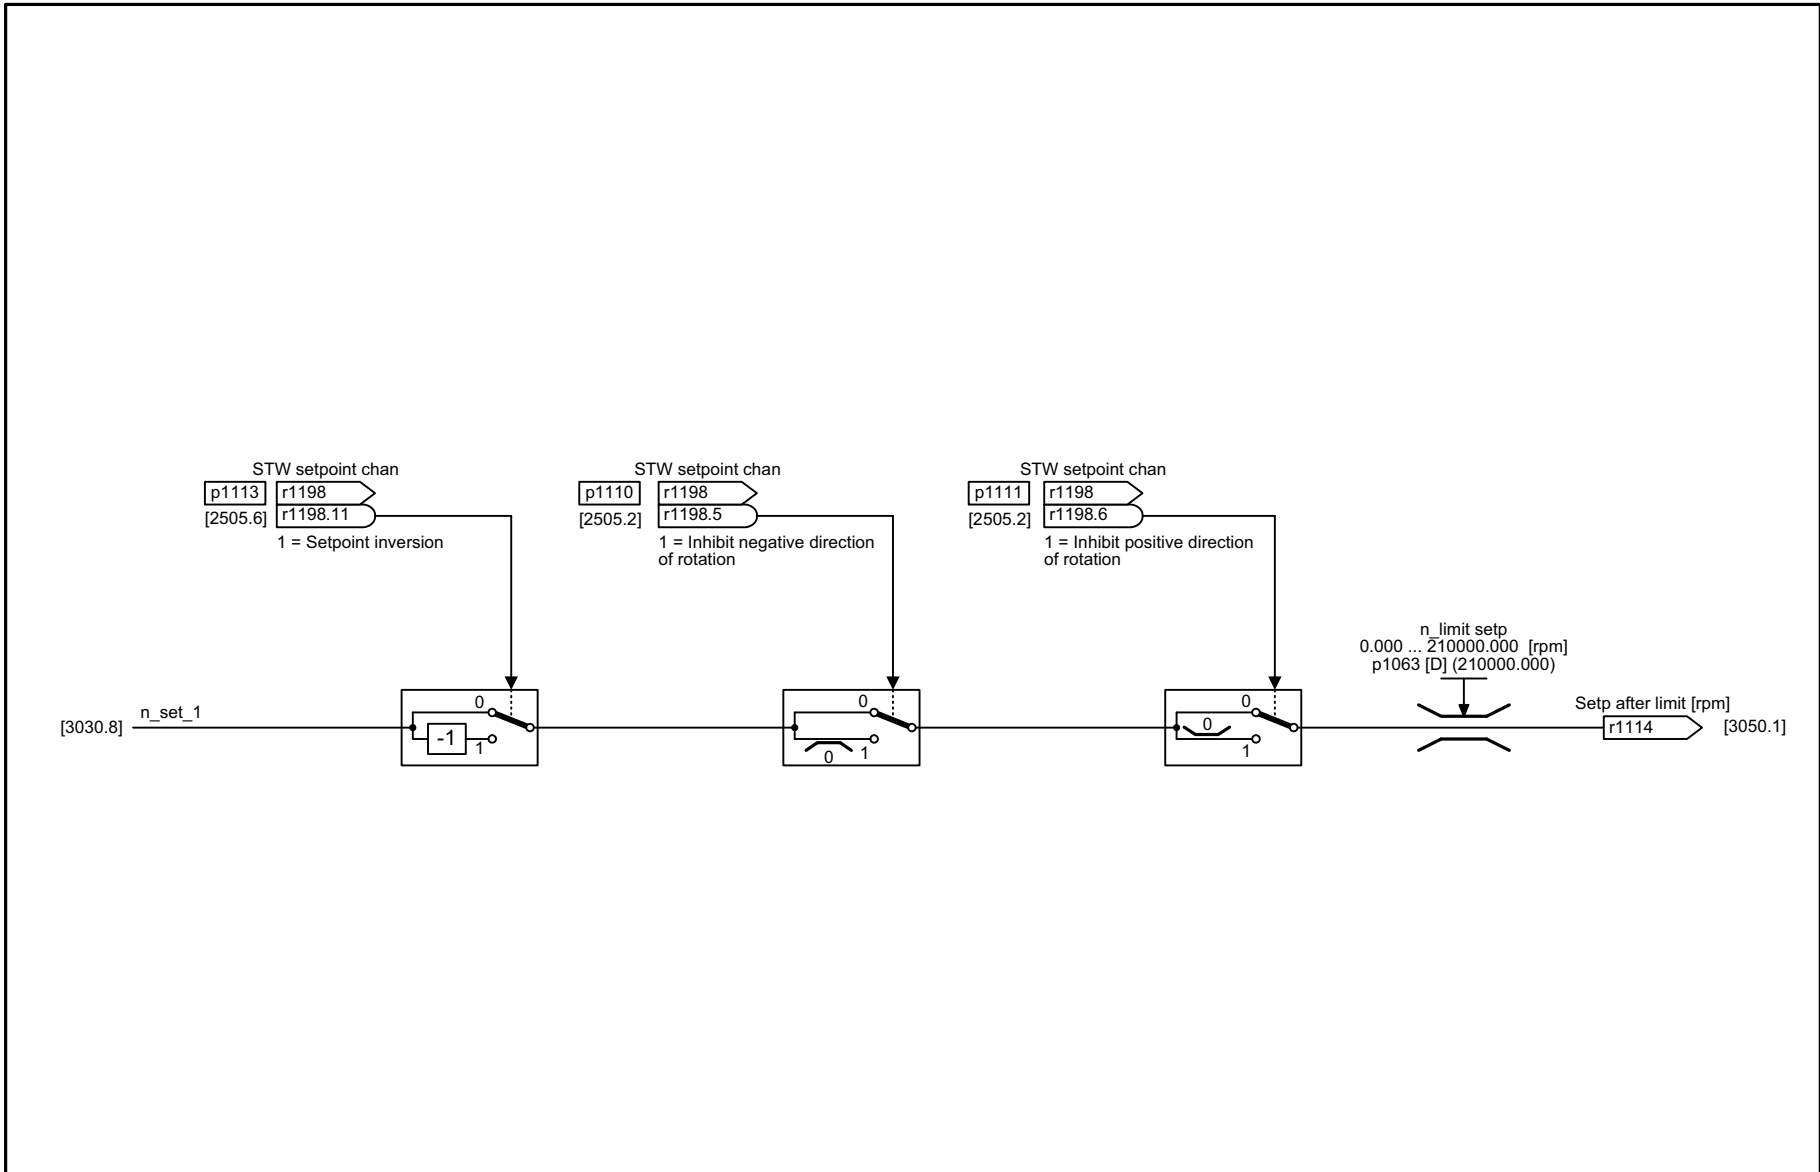 STW setpoint chan
p1113 r1198
[2505.6] r1198.11
1 = Setpoint inversion
STW setpoint chan
p1110 r1198
[2505.2] r1198.5
1 = Inhibit negative direction
of rotation
STW setpoint chan
p1111 r1198
[2505.2] r1198.6
1 = Inhibit positive direction
of rotation
n_limit setp
0.000 ... 210000.000 [rpm]
p1063 [D] (210000.000)
[3030.8] n_set_1
0
-1
1
0
0
1
0
0
1
Setp after limit [rpm]
r1114 [3050.1]